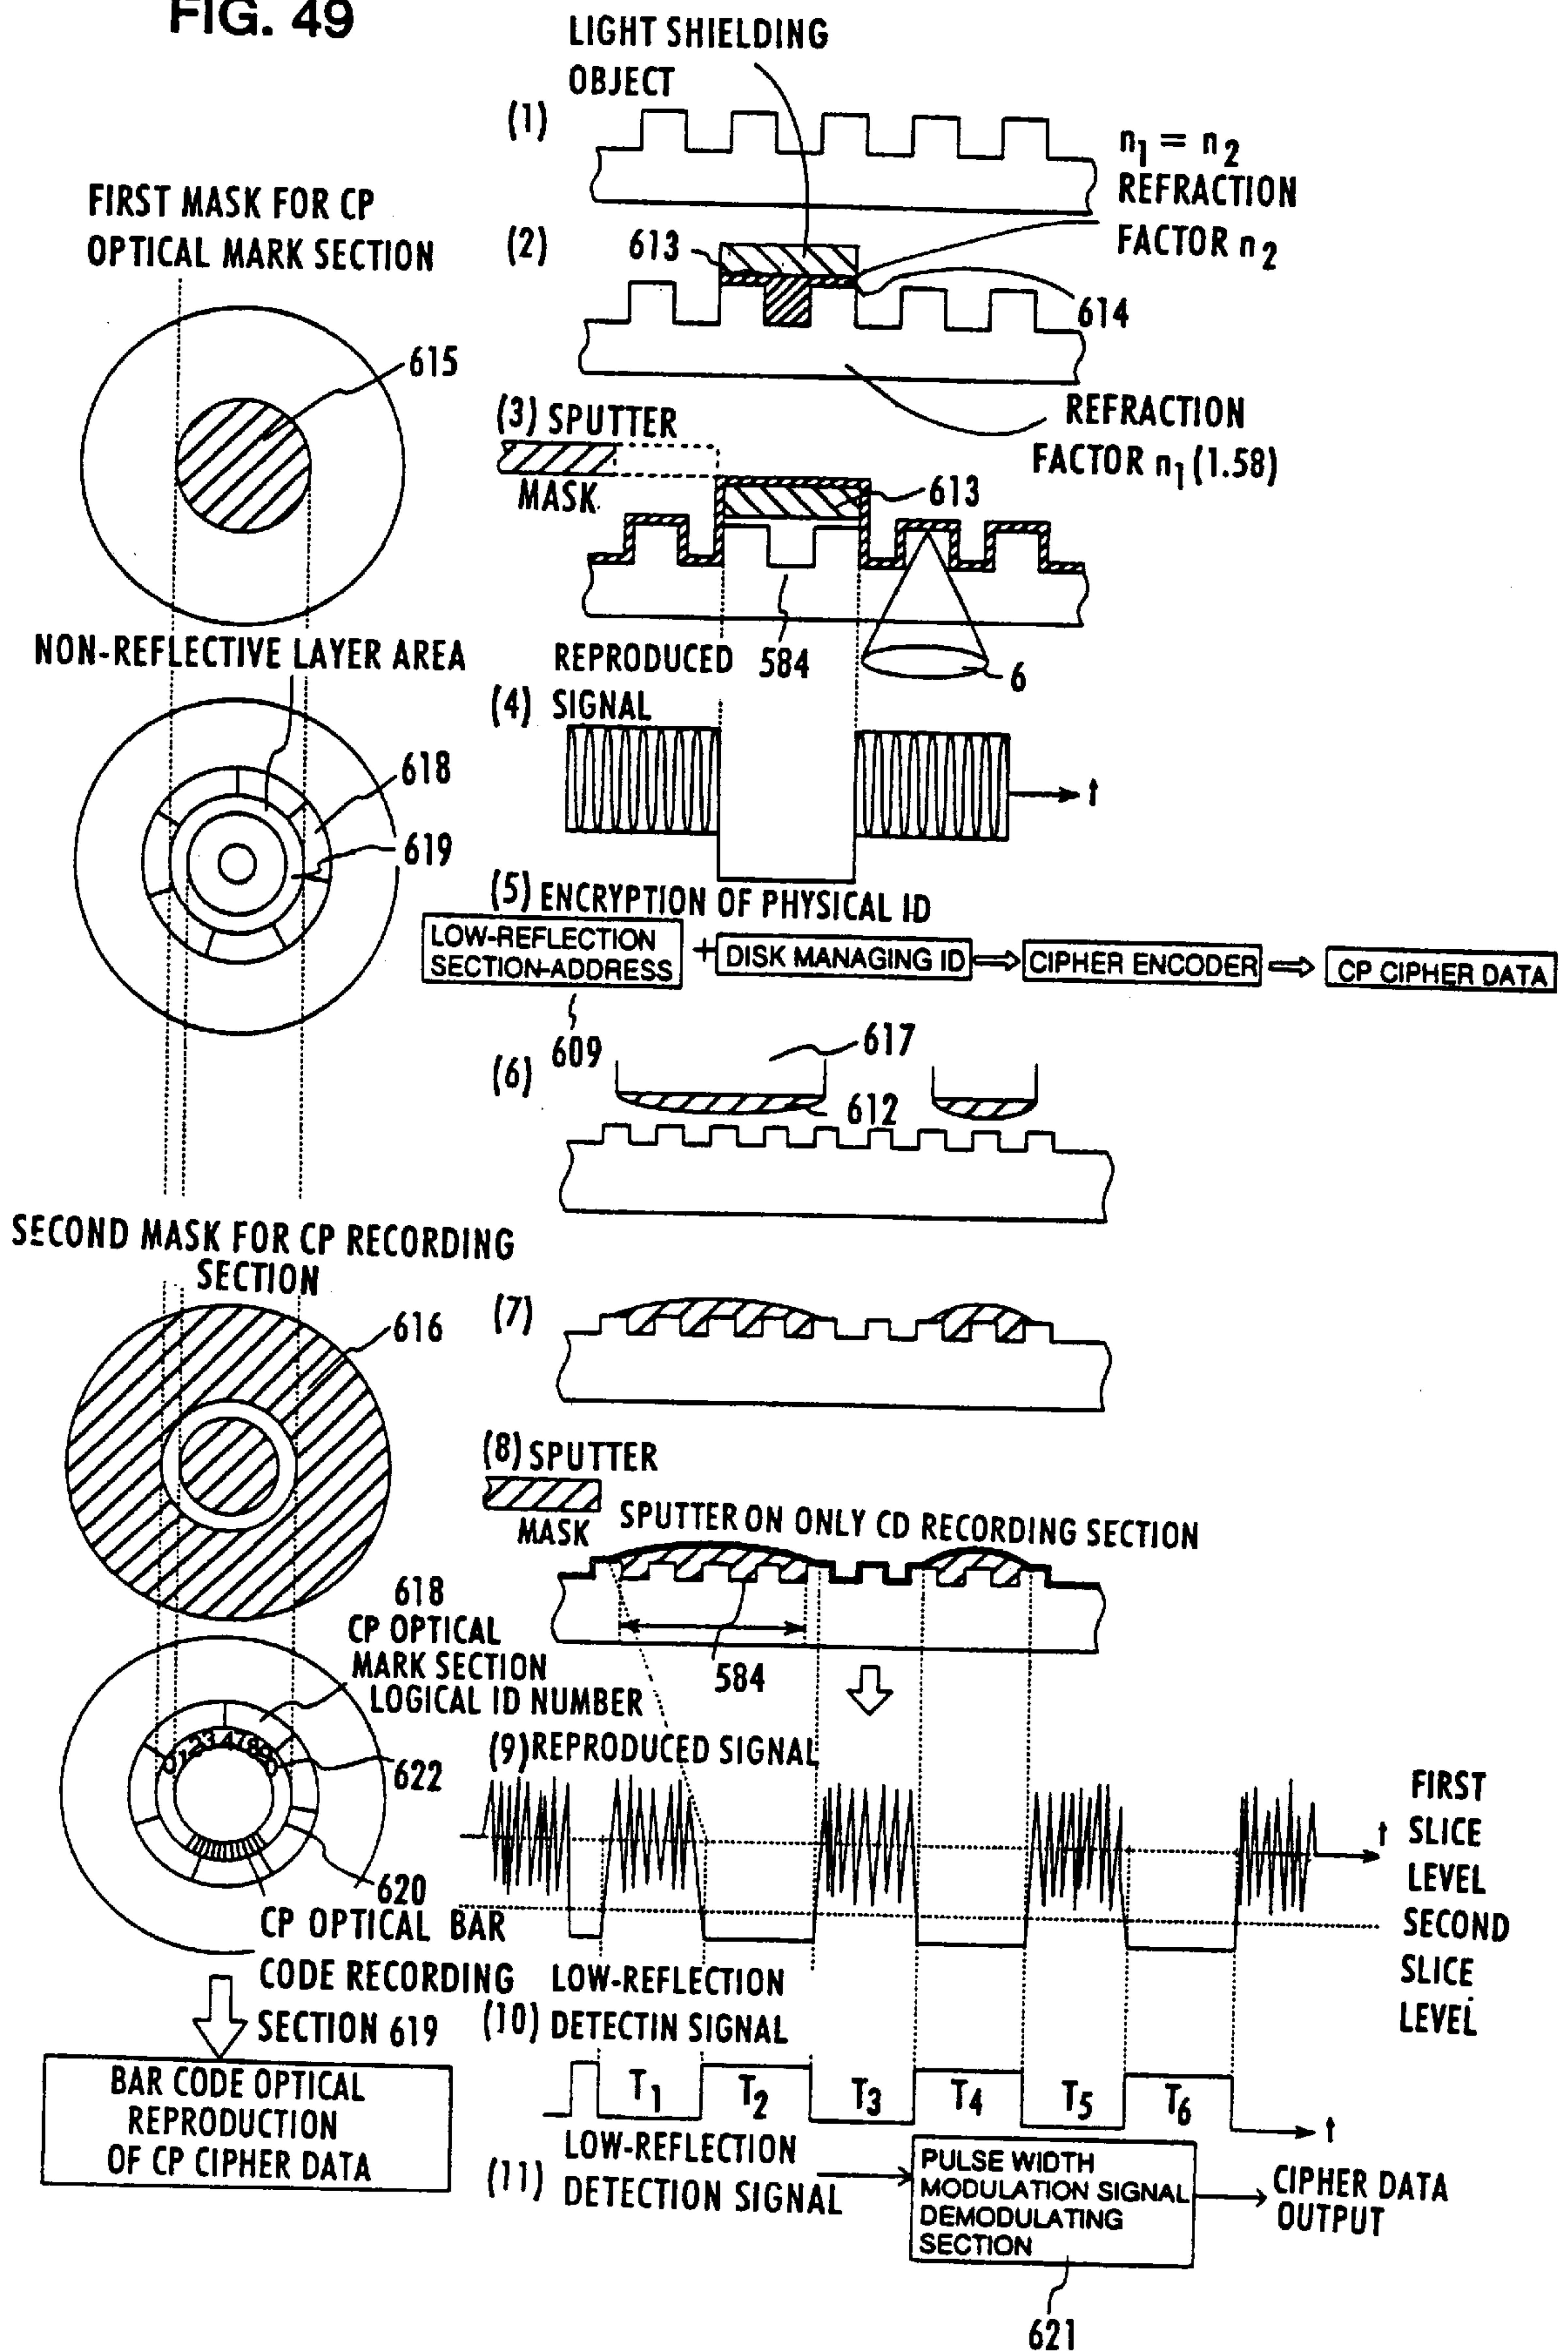 FIG. 49
LIGHT SHIELDING
OBJECT
(1)
n1 = n2
REFRACTION
FACTOR n2
FIRST MASK FOR CP
OPTICAL MARK SECTION
(2)
613
614
615
REFRACTION
FACTOR n1 (1.58)
(3) SPUTTER
MASK
613
584
6
NON-REFLECTIVE LAYER AREA
REPRODUCED
(4) SIGNAL
t
618
619
(5) ENCRYPTION OF PHYSICAL ID
LOW-REFLECTION
SECTION-ADDRESS
+
DISK MANAGING ID
CIPHER ENCODER
CP CIPHER DATA
609
(6)
617
612
SECOND MASK FOR CP RECORDING
SECTION
616
(7)
(8) SPUTTER
MASK
SPUTTER ON ONLY CD RECORDING SECTION
584
618
CP OPTICAL
MARK SECTION
LOGICAL ID NUMBER
0123 4789 0
622
620
CP OPTICAL BAR
CODE RECORDING
SECTION 619
(9) REPRODUCED SIGNAL
t
FIRST
SLICE
LEVEL
SECOND
SLICE
LEVEL
LOW-REFLECTION
(10) DETECTIN SIGNAL
T1
T2
T3
T4
T5
T6
t
BAR CODE OPTICAL
REPRODUCTION
OF CP CIPHER DATA
LOW-REFLECTION
(11) DETECTION SIGNAL
PULSE WIDTH
MODULATION SIGNAL
DEMODULATING
SECTION
CIPHER DATA
OUTPUT
621